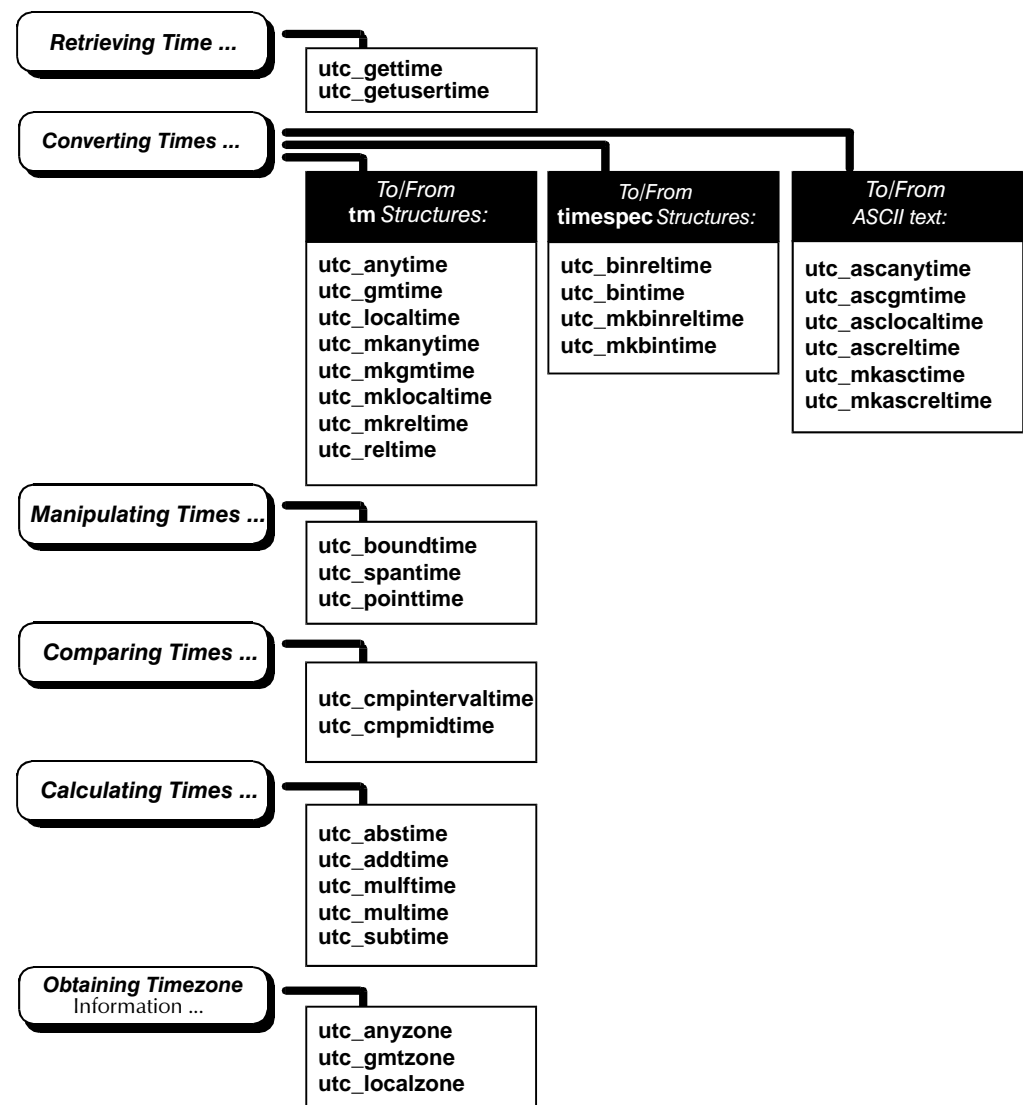 Retrieving Time ...
utc_gettime
utc_getusertime
Converting Times ...
To/From
tm Structures:
utc_anytime
utc_gmtime
utc_localtime
utc_mkanytime
utc_mkgmtime
utc_mklocaltime
utc_mkreltime
utc_reltime
To/From
timespec Structures:
utc_binreltime
utc_bintime
utc_mkbinreltime
utc_mkbintime
To/From
ASCII text:
utc_ascanytime
utc_ascgmtime
utc_asclocaltime
utc_ascreltime
utc_mkasctime
utc_mkascreltime
Manipulating Times ...
utc_boundtime
utc_spantime
utc_pointtime
Comparing Times ...
utc_cmpintervaltime
utc_cmpmidtime
Calculating Times ...
utc_abstime
utc_addtime
utc_mulftime
utc_multime
utc_subtime
Obtaining Timezone
Information ...
utc_anyzone
utc_gmtzone
utc_localzone